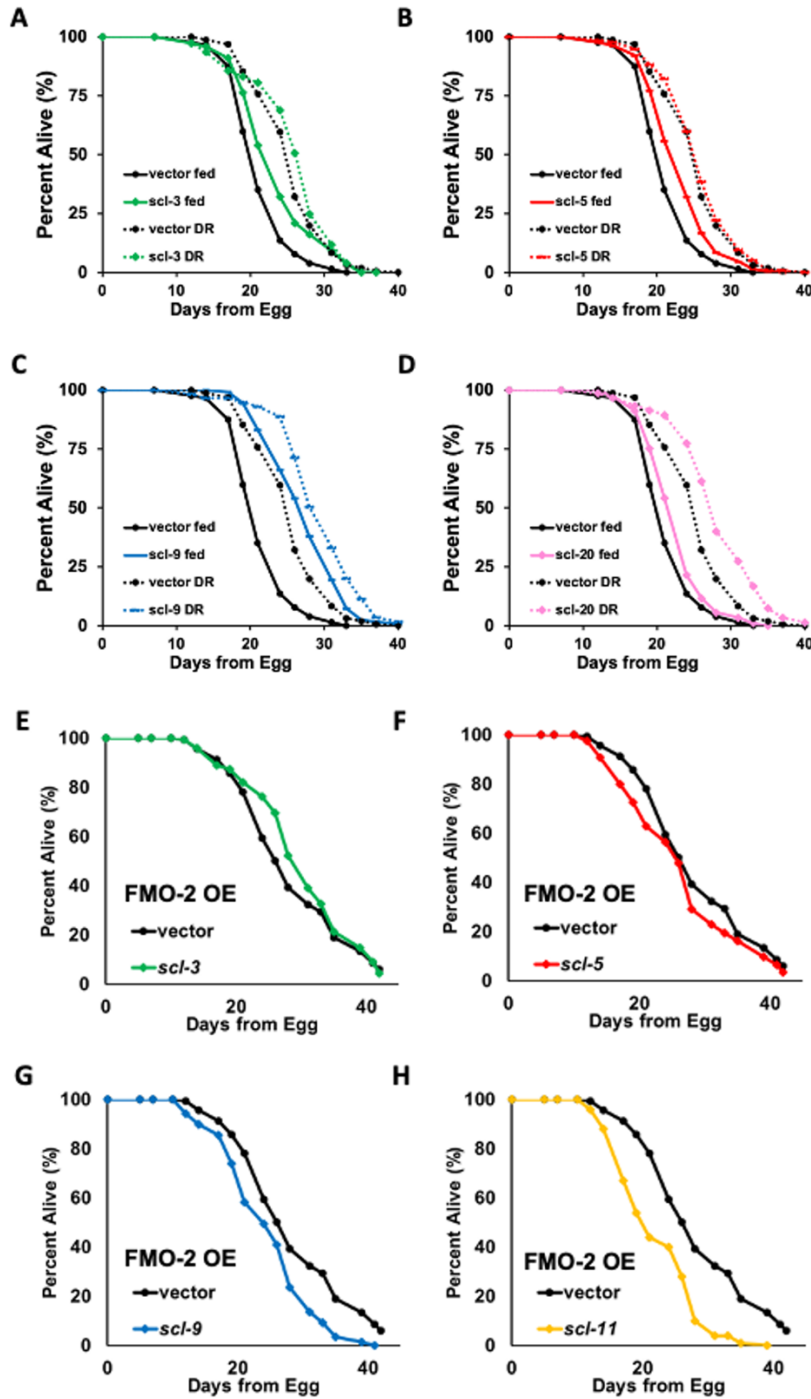 A
Percent Alive (%)
100
75
50
25
0
vector fed
scl-3 fed
vector DR
scl-3 DR
0 10 20 30 40
Days from Egg
B
Percent Alive (%)
100
75
50
25
0
vector fed
scl-5 fed
vector DR
scl-5 DR
0 10 20 30 40
Days from Egg
C
Percent Alive (%)
100
75
50
25
0
vector fed
scl-9 fed
vector DR
scl-9 DR
0 10 20 30 40
Days from Egg
D
Percent Alive (%)
100
75
50
25
0
vector fed
scl-20 fed
vector DR
scl-20 DR
0 10 20 30 40
Days from Egg
E
Percent Alive (%)
100
80
60
40
20
0
FMO-2 OE
vector
scl-3
0 20 40
Days from Egg
F
Percent Alive (%)
100
80
60
40
20
0
FMO-2 OE
vector
scl-5
0 20 40
Days from Egg
G
Percent Alive (%)
100
80
60
40
20
0
FMO-2 OE
vector
scl-9
0 20 40
Days from Egg
H
Percent Alive (%)
100
80
60
40
20
0
FMO-2 OE
vector
scl-11
0 20 40
Days from Egg